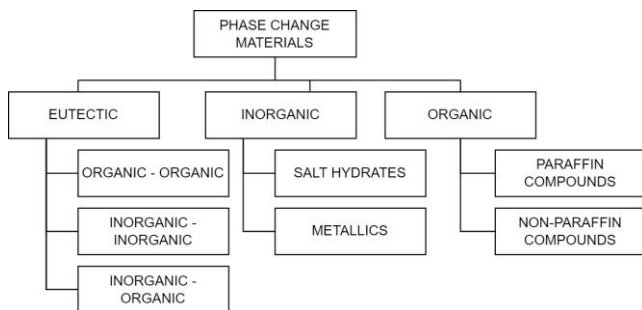 PHASE CHANGE
MATERIALS
EUTECTIC
INORGANIC
ORGANIC
ORGANIC - ORGANIC
SALT HYDRATES
PARAFFIN
COMPOUNDS
INORGANIC -
INORGANIC
METALLICS
NON-PARAFFIN
COMPOUNDS
INORGANIC -
ORGANIC